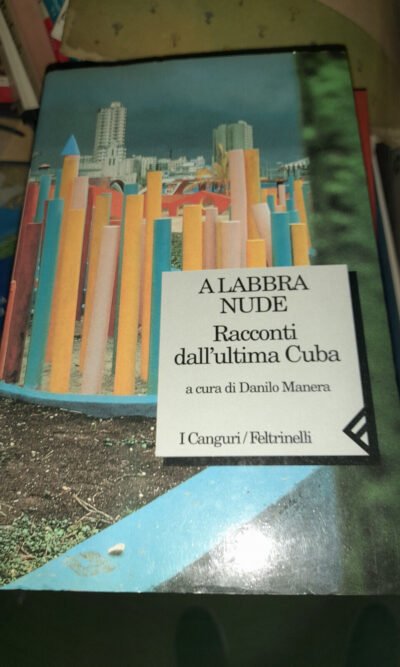 A LABBRA
NUDE
Racconti
dall'ultima Cuba
a cura di Danilo Manera
I Canguri/Feltrinelli